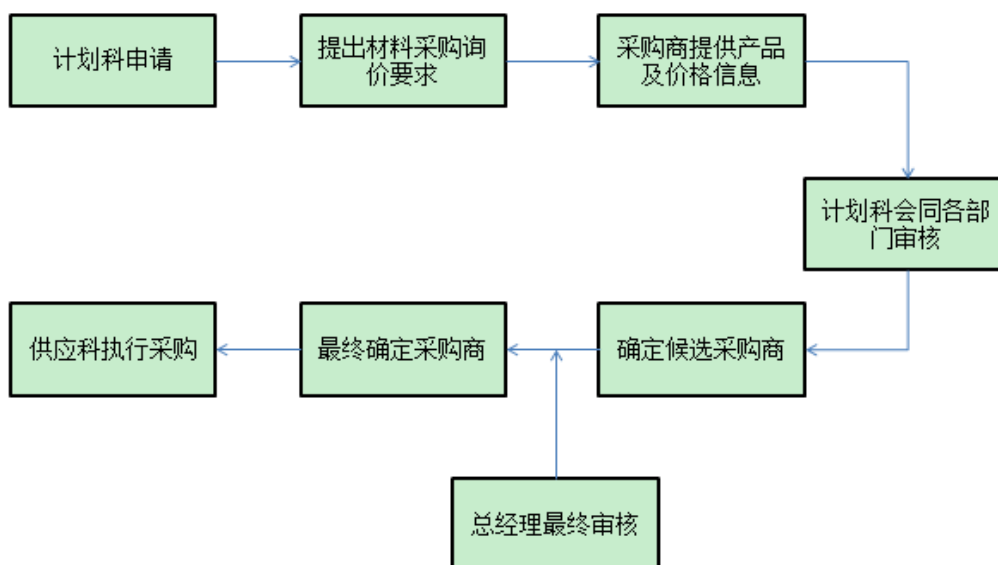 计划科申请
提出材料采购询
价要求
采购商提供产品
及价格信息
计划科会同各部
门审核
确定候选采购商
最终确定采购商
供应科执行采购
总经理最终审核